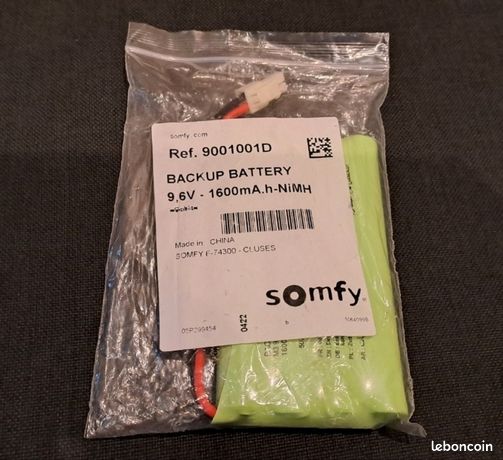 somfy.com
Ref. 9001001D
BACKUP BATTERY
9,6V - 1600mA.h-NiMH
Made in: CHINA
SOMFY F-74300 - CLUSES
somfy
0422
b
leboncoin